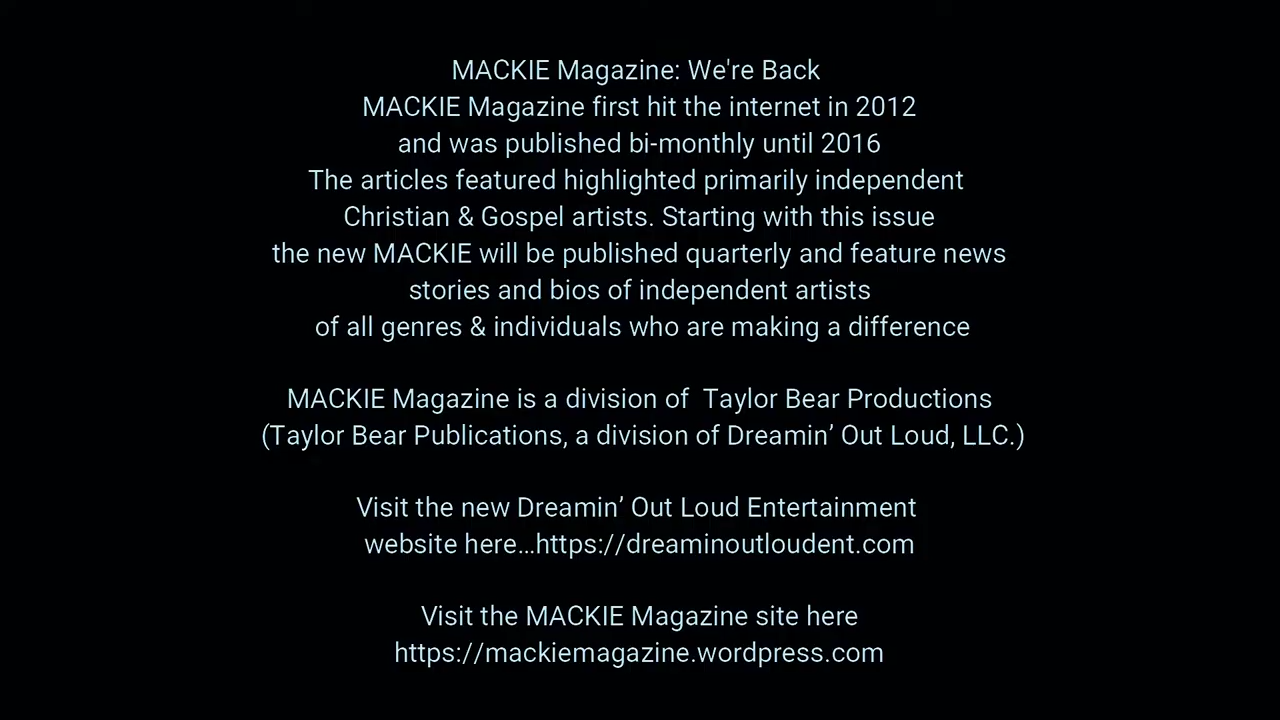 MACKIE Magazine: We're Back
MACKIE Magazine first hit the internet in 2012
and was published bi-monthly until 2016
The articles featured highlighted primarily independent
Christian & Gospel artists. Starting with this issue
the new MACKIE will be published quarterly and feature news
stories and bios of independent artists
of all genres & individuals who are making a difference
MACKIE Magazine is a division of  Taylor Bear Productions
(Taylor Bear Publications, a division of Dreamin’ Out Loud, LLC.)
Visit the new Dreamin’ Out Loud Entertainment
website here…https://dreaminoutloudent.com
Visit the MACKIE Magazine site here
https://mackiemagazine.wordpress.com